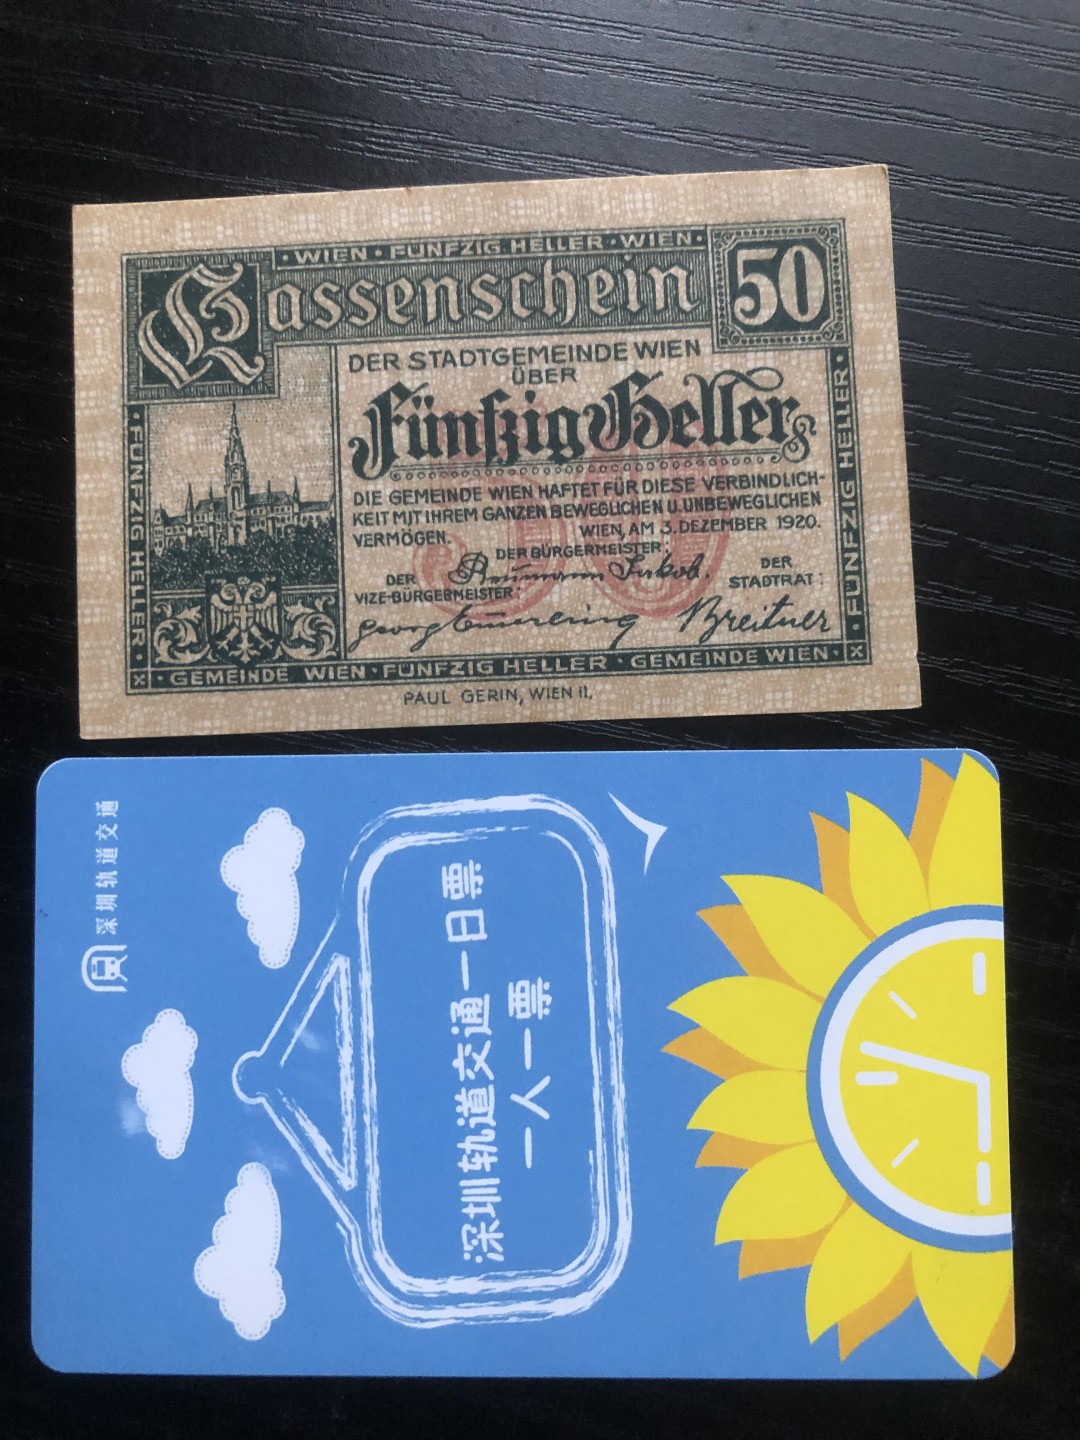 · WIEN · FÜNFZIG HELLER · WIEN ·
Kassenschein
50
DER STADTGEMEINDE WIEN
ÜBER
Fünfzig Heller
50
DIE GEMEINDE WIEN HAFTET FÜR DIESE VERBINDLICH-
KEIT MIT IHREM GANZEN BEWEGLICHEN U. UNBEWEGLICHEN
VERMÖGEN.
WIEN, AM 3. DEZEMBER 1920.
DER BÜRGERMEISTER:
DER
VIZE-BÜRGERMEISTER:
Reumann Jakob.
DER
STADTRAT:
Breitner
· FÜNFZIG HELLER ·
· FÜNFZIG HELLER ·
X · GEMEINDE WIEN · FÜNFZIG HELLER · GEMEINDE WIEN · X
PAUL GERIN, WIEN II.
深圳轨道交通
深圳轨道交通一日票
一人一票